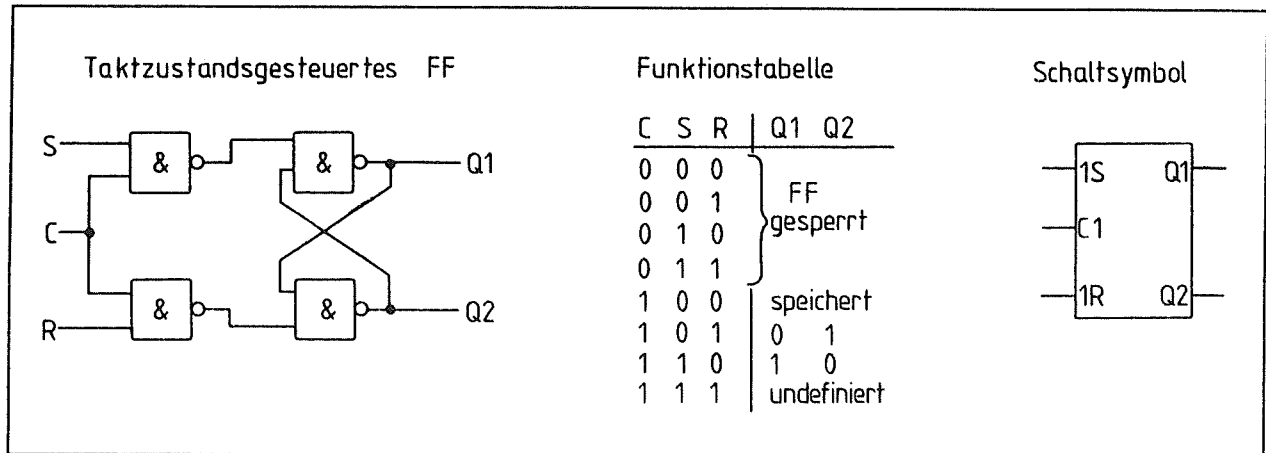 Taktzustandsgesteuertes FF
S
&
&
Q1
C
R
&
&
Q2
Funktionstabelle
C S R Q1 Q2
0 0 0
0 0 1
0 1 0
0 1 1
FF
gesperrt
1 0 0 speichert
1 0 1 0 1
1 1 0 1 0
1 1 1 undefiniert
Schaltsymbol
1S Q1
C1
1R Q2